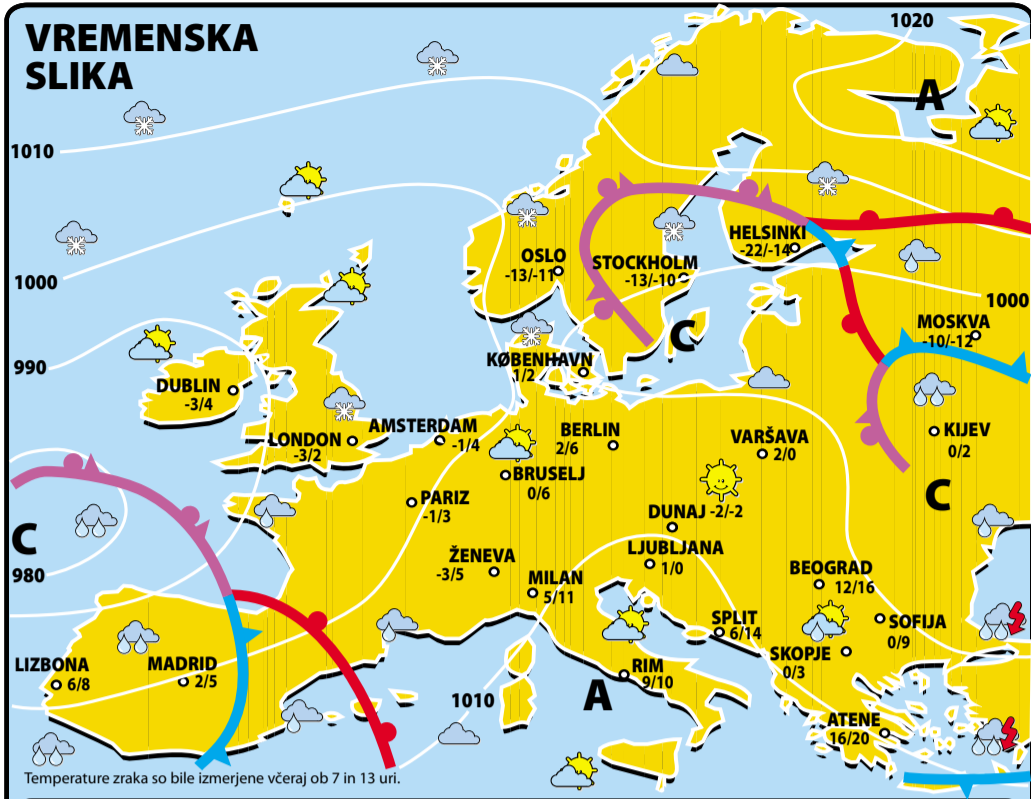 VREMENSKA
SLIKA
1020
A
1010
1000
990
980
C
OSLO
-13/-11
STOCKHOLM
-13/-10
HELSINKI
-22/-14
C
1000
MOSKVA
-10/-12
KØBENHAVN
1/2
DUBLIN
-3/4
LONDON
-3/2
AMSTERDAM
-1/4
BERLIN
2/6
VARŠAVA
2/0
KIJEV
0/2
C
BRUSELJ
0/6
PARIZ
-1/3
DUNAJ -2/-2
LJUBLJANA
1/0
ŽENEVA
-3/5
MILAN
5/11
BEOGRAD
12/16
SPLIT
6/14
SOFIJA
0/9
SKOPJE
0/3
LIZBONA
6/8
MADRID
2/5
RIM
9/10
A
1010
ATENE
16/20
Temperature zraka so bile izmerjene včeraj ob 7 in 13 uri.